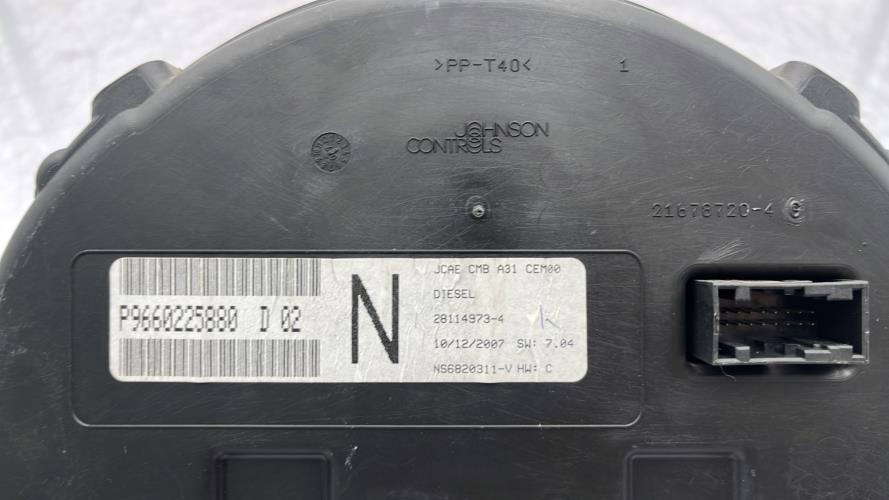 >PP-T40< 1
JOHNSON
CONTROLS
21678720-4
P9660225880 D 02
N
JCAE CMB A31 CEM00
DIESEL
28114973-4
10/12/2007 SW: 7.04
NS6820311-V HW: C